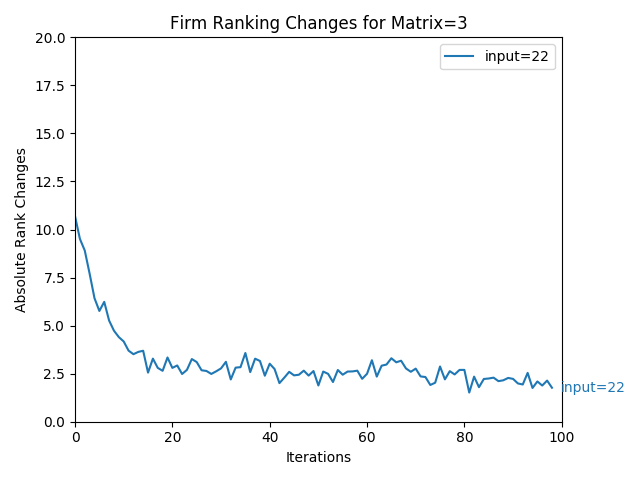 Firm Ranking Changes for Matrix=3
input=22
Absolute Rank Changes
20.0
17.5
15.0
12.5
10.0
7.5
5.0
2.5
0.0
input=22
0 20 40 60 80 100
Iterations